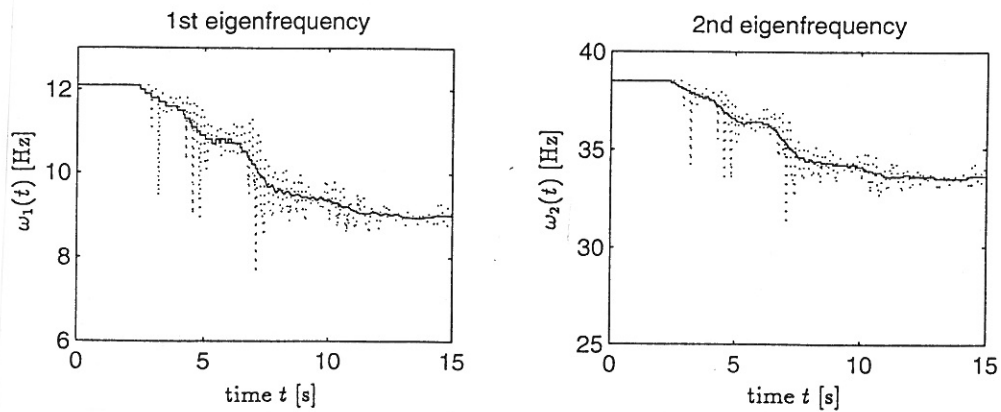 1st eigenfrequency
12
10
8
6
0
5
10
15
ω₁(t) [Hz]
time t [s]
2nd eigenfrequency
40
35
30
25
0
5
10
15
ω₂(t) [Hz]
time t [s]